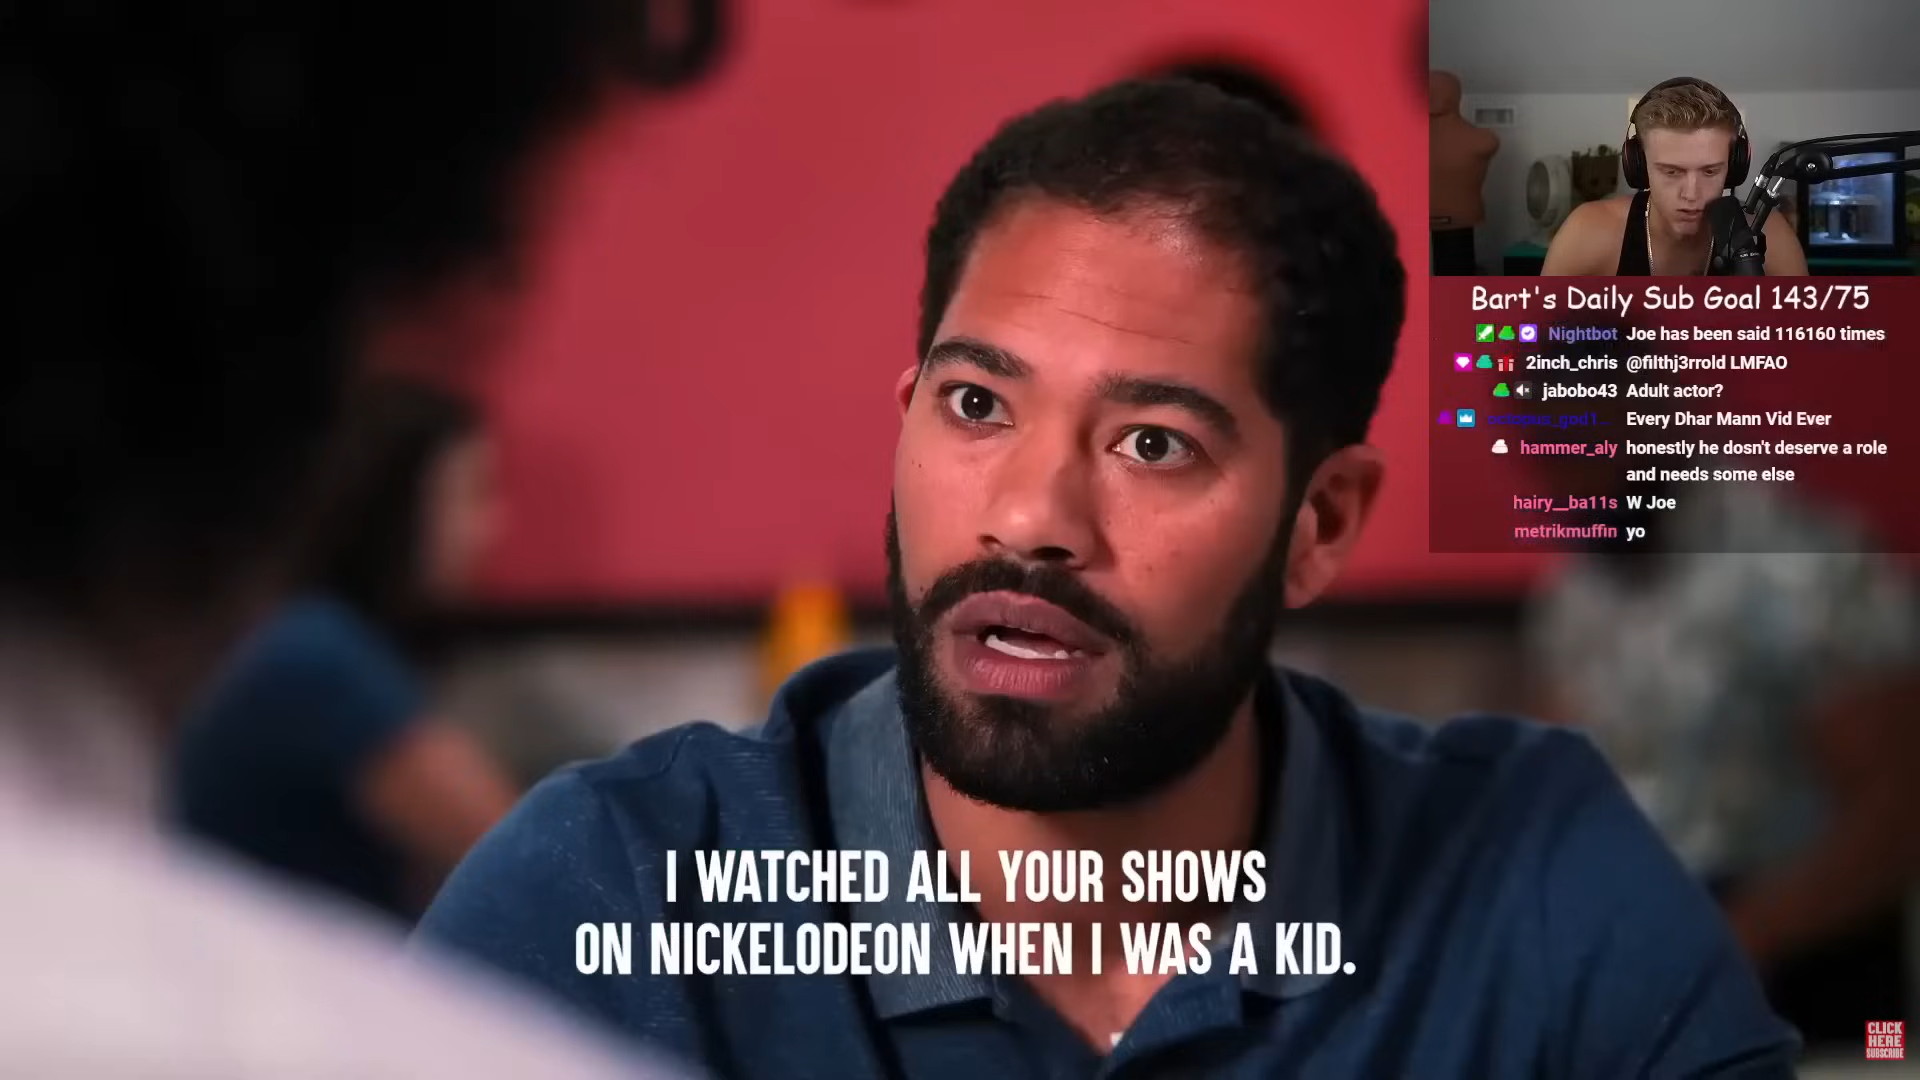 Bart's Daily Sub Goal 143/75
Nightbot Joe has been said 116160 times
2inch_chris @filthj3rrold LMFAO
jabobo43 Adult actor?
octopus_god1... Every Dhar Mann Vid Ever
hammer_aly honestly he dosn't deserve a role
and needs some else
hairy__ba11s W Joe
metrikmuffin yo
I WATCHED ALL YOUR SHOWS
ON NICKELODEON WHEN I WAS A KID.
CLICK
HERE
SUBSCRIBE